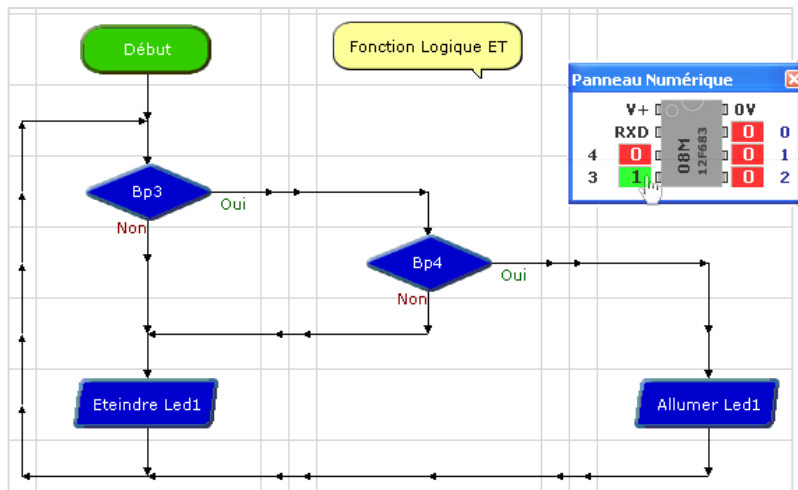 Début
Fonction Logique ET
Panneau Numérique
V+ 0V
RXD 0 0
4 0 0 1
3 1 0 2
08M
12F683
Bp3
Oui
Non
Bp4
Oui
Non
Eteindre Led1
Allumer Led1